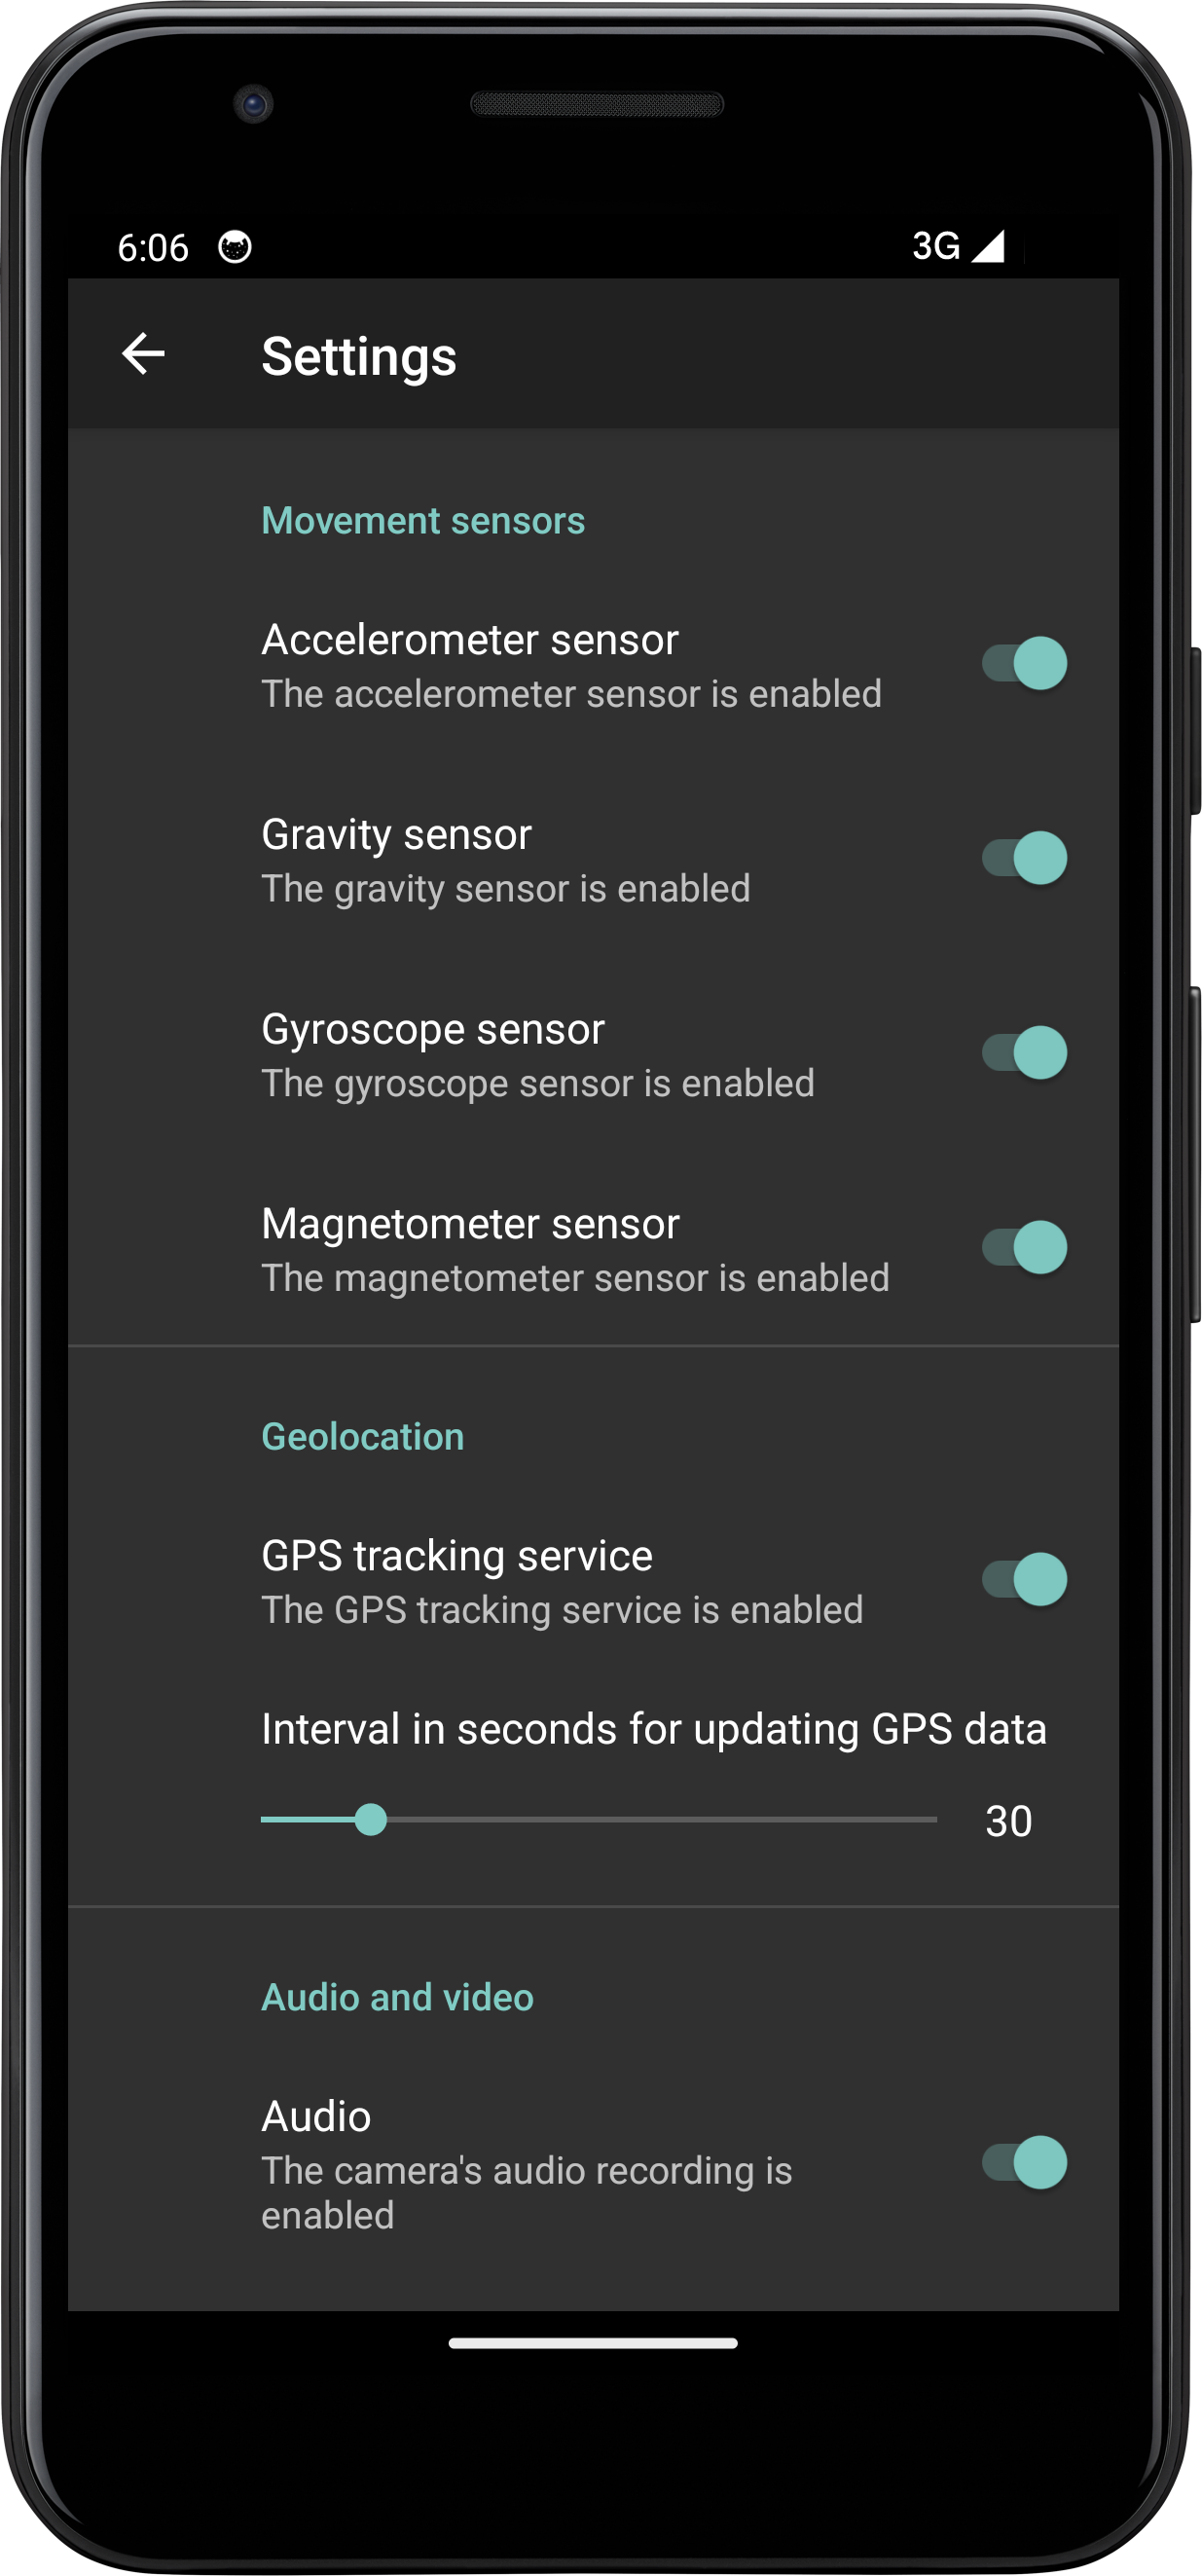 6:06
3G
Settings
Movement sensors
Accelerometer sensor
The accelerometer sensor is enabled
Gravity sensor
The gravity sensor is enabled
Gyroscope sensor
The gyroscope sensor is enabled
Magnetometer sensor
The magnetometer sensor is enabled
Geolocation
GPS tracking service
The GPS tracking service is enabled
Interval in seconds for updating GPS data
30
Audio and video
Audio
The camera's audio recording is
enabled